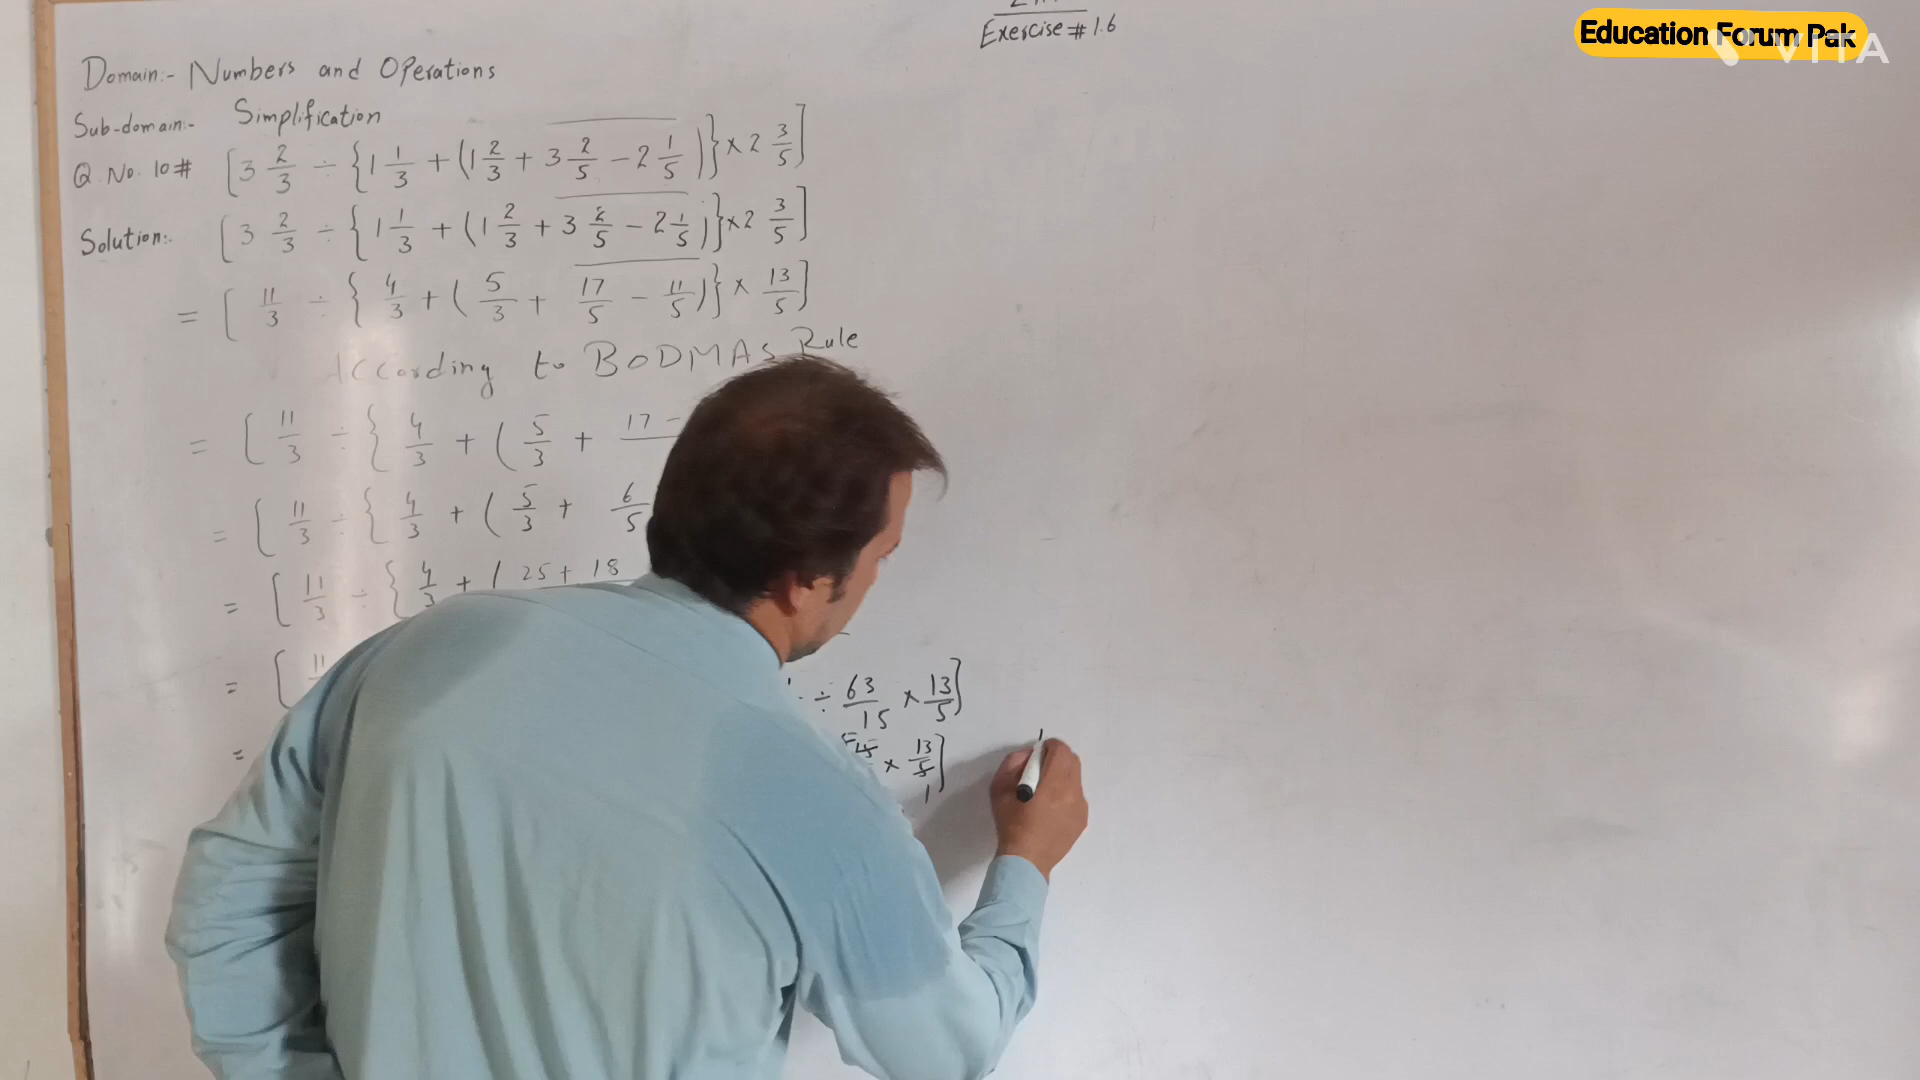 Exercise # 1.6
Education Forum Pak
VITA
Domain:- Numbers and Operations
Sub-domain:- Simplification
Q. No. 10# [3 2/3 ÷ {1 1/3 + (1 2/3 + 3 2/5 - 2 1/5)} × 2 3/5]
Solution:- [3 2/3 ÷ {1 1/3 + (1 2/3 + 3 2/5 - 2 1/5)} × 2 3/5]
= [11/3 ÷ {4/3 + (5/3 + 17/5 - 11/5)} × 13/5]
According to BODMAS Rule
= [11/3 ÷ {4/3 + (5/3 + 17 -
= [11/3 ÷ {4/3 + (5/3 + 6/5
= [11/3 ÷ {4/3 + (25 + 18
= [11 ÷ 63/15 × 13/5]
= 15 × 13/5]
1